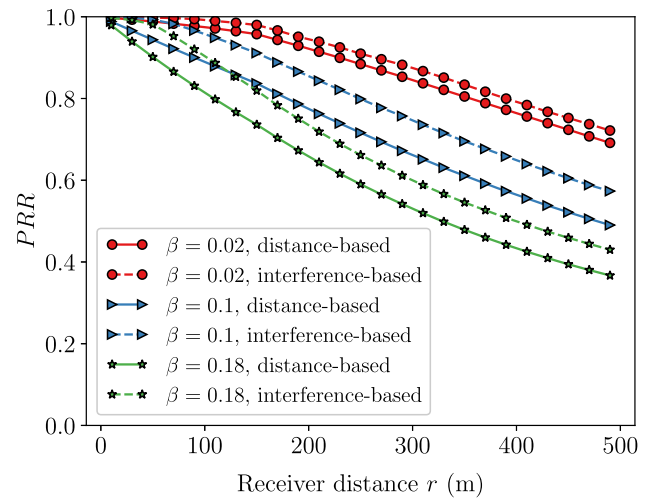 1.0
0.8
0.6
0.4
0.2
0.0
PRR
β = 0.02, distance-based
β = 0.02, interference-based
β = 0.1, distance-based
β = 0.1, interference-based
β = 0.18, distance-based
β = 0.18, interference-based
0 100 200 300 400 500
Receiver distance r (m)